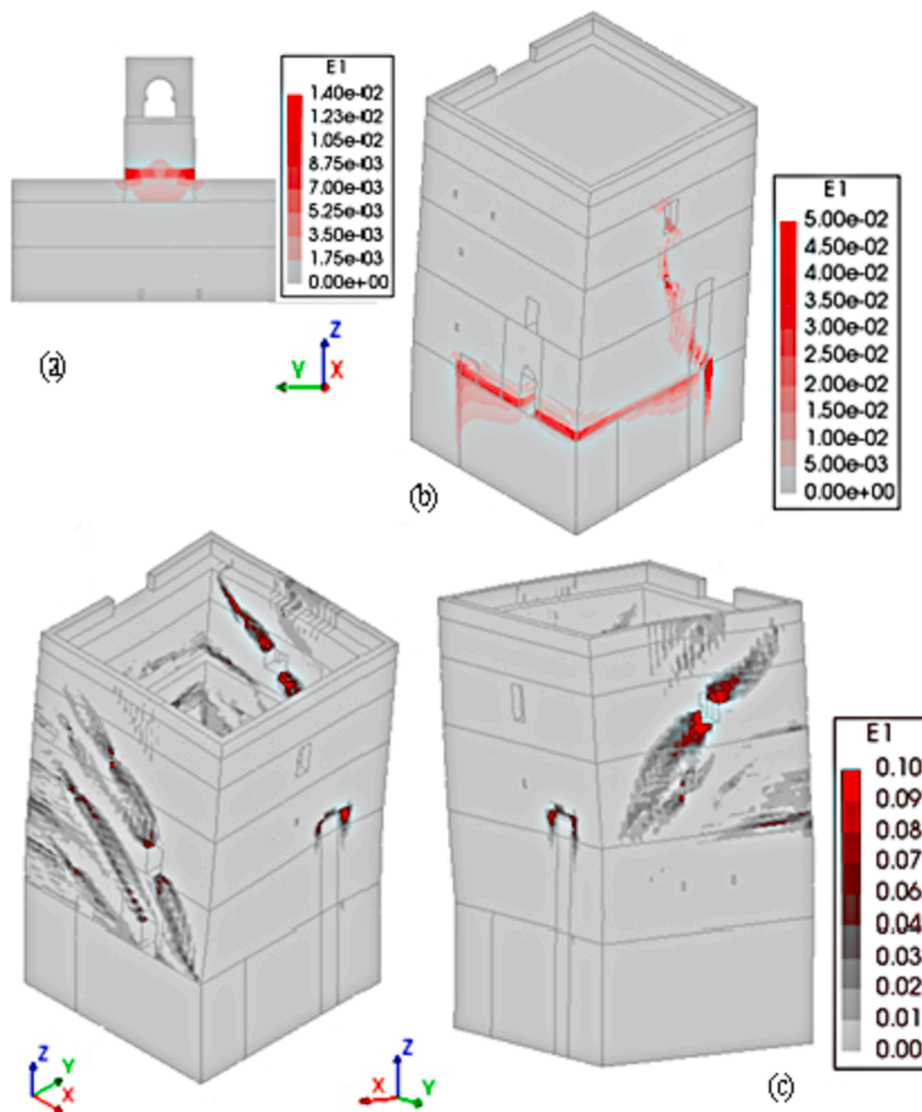 E1
1.40e-02
1.23e-02
1.05e-02
8.75e-03
7.00e-03
5.25e-03
3.50e-03
1.75e-03
0.00e+00
Z
Y
X
(a)
E1
5.00e-02
4.50e-02
4.00e-02
3.50e-02
3.00e-02
2.50e-02
2.00e-02
1.50e-02
1.00e-02
5.00e-03
0.00e+00
(b)
E1
0.10
0.09
0.08
0.07
0.06
0.04
0.03
0.02
0.01
0.00
Z
Y
X
Z
X
Y
(c)